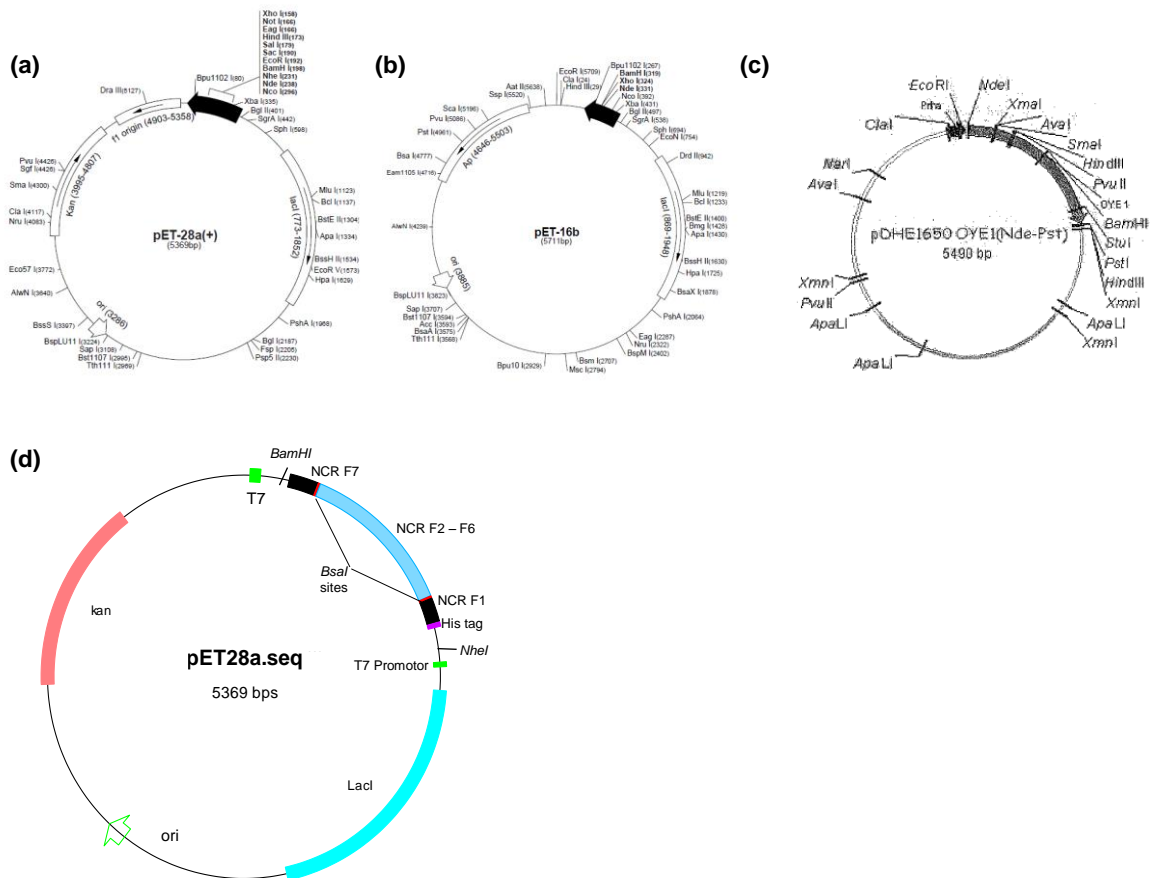 (a)
Xho I(158)
Not I(166)
Eag I(166)
Hind III(173)
Sal I(179)
Sac I(190)
EcoR I(192)
BamH I(198)
Nhe I(231)
Nde I(238)
Nco I(296)
Bpu1102 I(80)
Dra III(5127)
Xba I(335)
Bgl II(401)
SgrA I(442)
Sph I(598)
f1 origin (4903-5358)
Pvu I(4426)
Sgf I(4426)
Sma I(4300)
Kan (3995-4807)
Cla I(4117)
Nru I(4083)
lacI (773-1852)
Mlu I(1123)
Bcl I(1137)
BstE II(1304)
Apa I(1334)
pET-28a(+)
(5369bp)
BssH II(1534)
EcoR V(1573)
Hpa I(1629)
Eco57 I(3772)
AlwN I(3640)
ori (3286)
BssS I(3397)
PshA I(1968)
BspLU11 I(3224)
Sap I(3108)
Bst1107 I(2995)
Tth111 I(2969)
Bgl I(2187)
Fsp I(2205)
Psp5 II(2230)
(b)
EcoR I(5709)
Cla I(24)
Hind III(29)
Bpu1102 I(267)
BamH I(319)
Xho I(324)
Nde I(331)
Nco I(392)
Xba I(431)
Bgl II(497)
SgrA I(538)
Aat II(5638)
Ssp I(5520)
Sph I(694)
EcoN I(754)
Sca I(5196)
Pvu I(5086)
Pst I(4961)
Drd II(942)
Bsa I(4777)
Eam1105 I(4716)
Ap (4646-5503)
lacI (869-1948)
Mlu I(1219)
Bcl I(1233)
BstE II(1400)
Bmg I(1428)
Apa I(1430)
pET-16b
(5711bp)
AlwN I(4239)
BssH II(1630)
Hpa I(1725)
ori (3885)
BsaX I(1878)
BspLU11 I(3823)
Sap I(3707)
Bst1107 I(3594)
Acc I(3593)
BsaA I(3575)
Tth111 I(3568)
PshA I(2064)
Eag I(2287)
Nru I(2322)
BspM I(2402)
Bsm I(2707)
Msc I(2794)
Bpu10 I(2929)
(c)
EcoRI
NdeI
ClaI
XmaI
AvaI
SmaI
HindIII
PvuII
OYE1
BamHI
StuI
PstI
HindIII
XmnI
NarI
AvaI
pDHE1650 OYE1(Nde-Pst)
5490 bp
XmnI
PvuII
ApaLI
ApaLI
XmnI
ApaLI
(d)
BamHI
NCR F7
T7
NCR F2 – F6
BsaI
sites
NCR F1
His tag
NheI
T7 Promotor
kan
pET28a.seq
5369 bps
LacI
ori